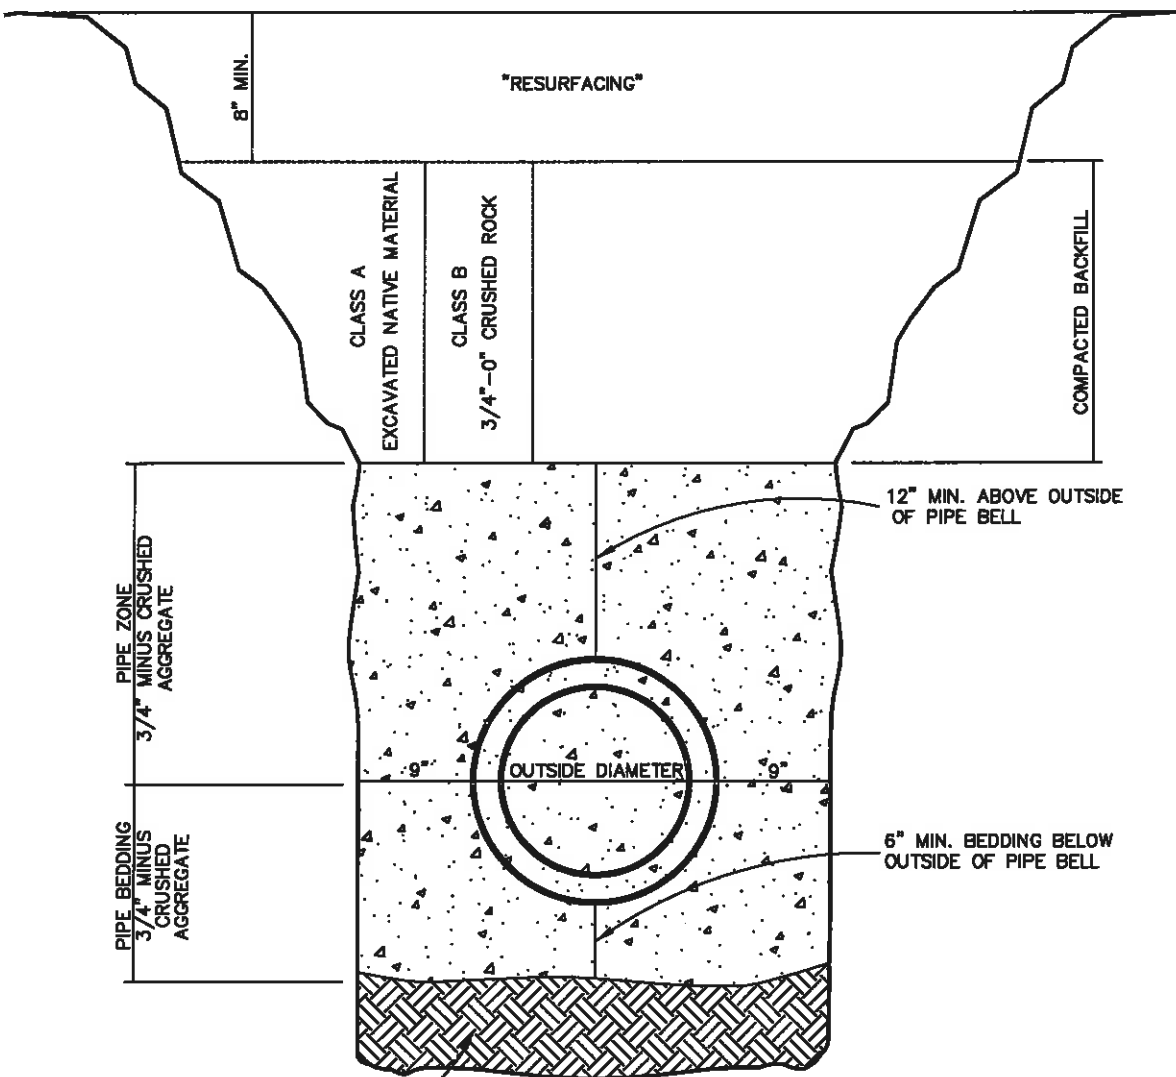 8" MIN.
"RESURFACING"
CLASS A
EXCAVATED NATIVE MATERIAL
CLASS B
3/4"-0" CRUSHED ROCK
COMPACTED BACKFILL
12" MIN. ABOVE OUTSIDE
OF PIPE BELL
PIPE ZONE
3/4" MINUS CRUSHED
AGGREGATE
9"
OUTSIDE DIAMETER
9"
PIPE BEDDING
3/4" MINUS
CRUSHED
AGGREGATE
6" MIN. BEDDING BELOW
OUTSIDE OF PIPE BELL